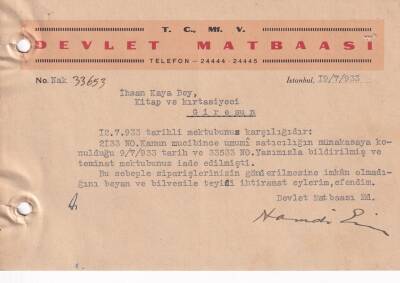 T. C., Mf. V.
DEVLET MATBAASI
TELEFON - 24444 - 24445
No. Nak 33653
İstanbul, 19/7/933
İhsan Kaya Bey,
Kitap ve kırtasiyeci
Giresun
12.7.933 tarihli mektubunuz karşılığıdır:
2133 NO.Kanun mucibince umumî satıcılığın münakasaya ko-
nulduğu 9/7/933 tarih ve 33533 NO.Yazımızla bildirilmiş ve
teminat mektubunuz iade edilmişti.
Bu sebeple siparişlerinizin gönderilmesine imkân olmadı-
ğını beyan ve bilvesile teyidi ihtiramat eylerim,efendim.
Devlet Matbaası Md.
Hamdi